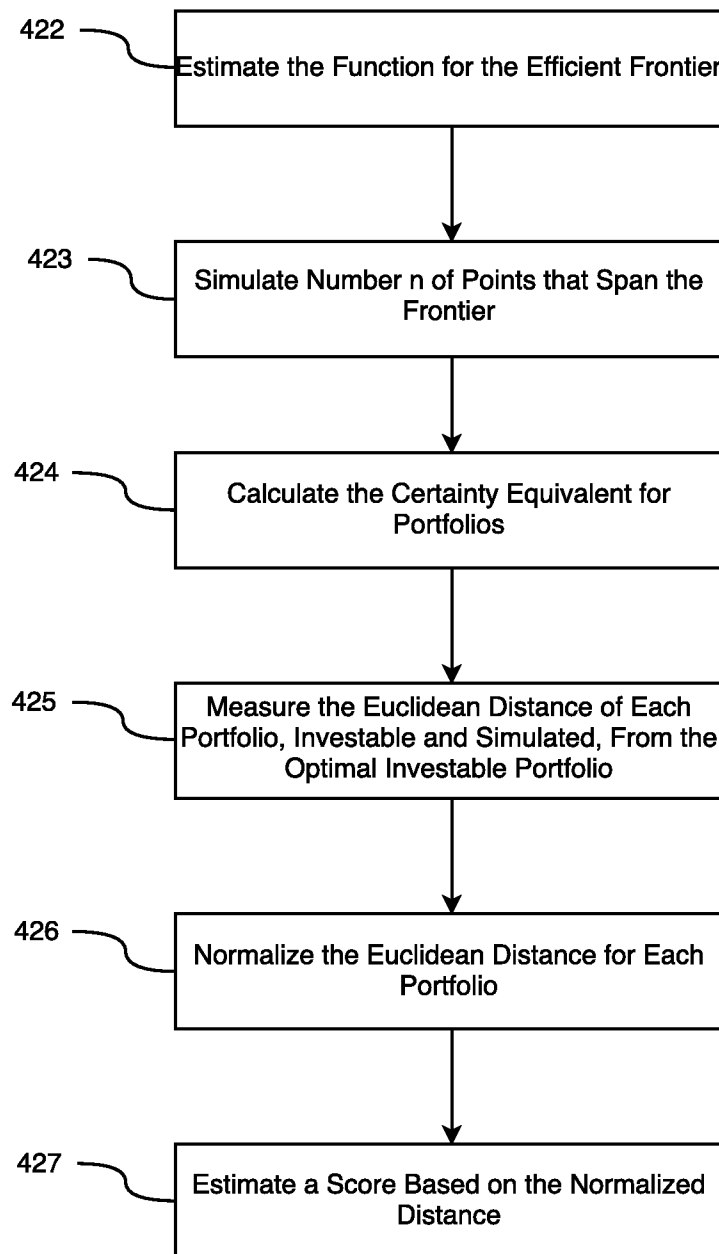 422
Estimate the Function for the Efficient Frontier
423
Simulate Number n of Points that Span the
Frontier
424
Calculate the Certainty Equivalent for
Portfolios
425
Measure the Euclidean Distance of Each
Portfolio, Investable and Simulated, From the
Optimal Investable Portfolio
426
Normalize the Euclidean Distance for Each
Portfolio
427
Estimate a Score Based on the Normalized
Distance